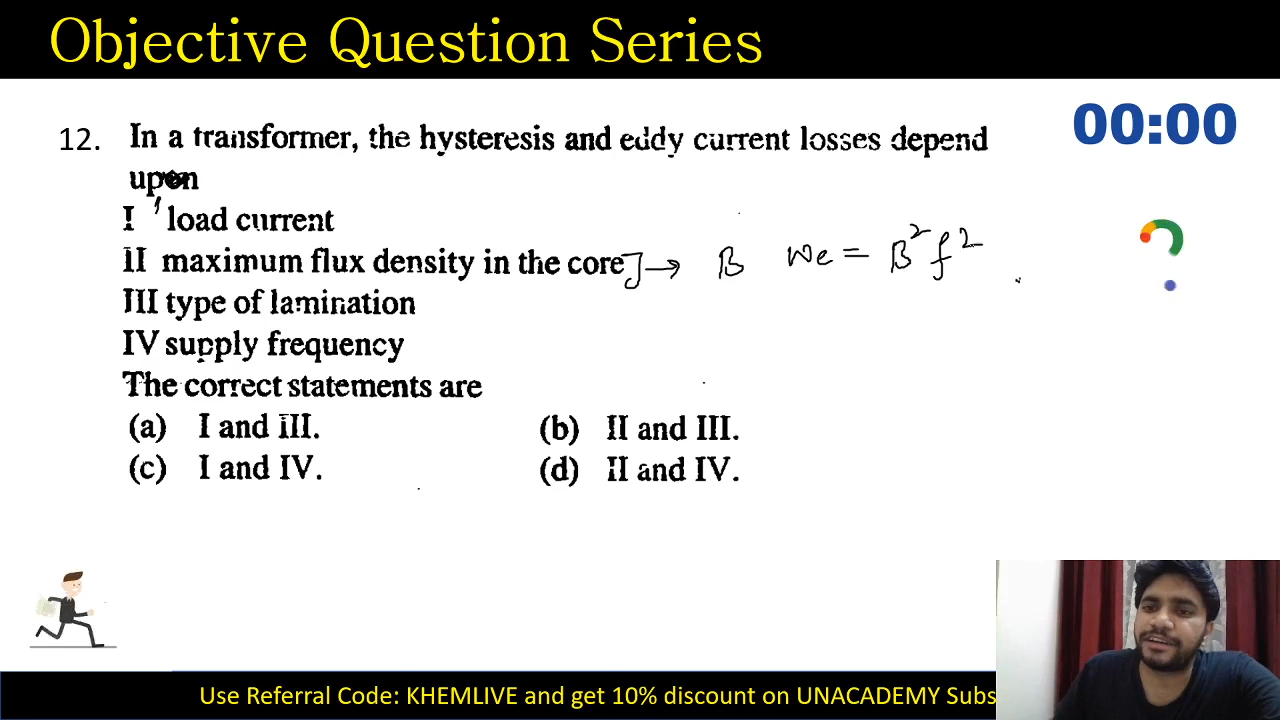 Objective Question Series
00:00
12. In a transformer, the hysteresis and eddy current losses depend
upon
I load current
II maximum flux density in the core → B We = B²f²
III type of lamination
IV supply frequency
The correct statements are
(a) I and III. (b) II and III.
(c) I and IV. (d) II and IV.
Use Referral Code: KHEMLIVE and get 10% discount on UNACADEMY Subs